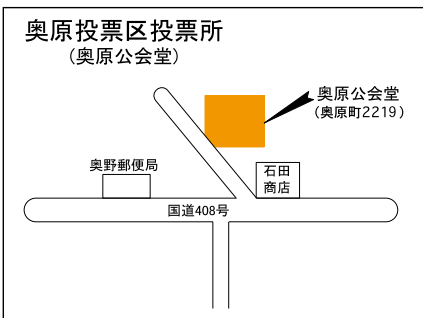 奥原投票区投票所
(奥原公会堂)
奥原公会堂
(奥原町2219)
奥野郵便局
石田
商店
国道408号